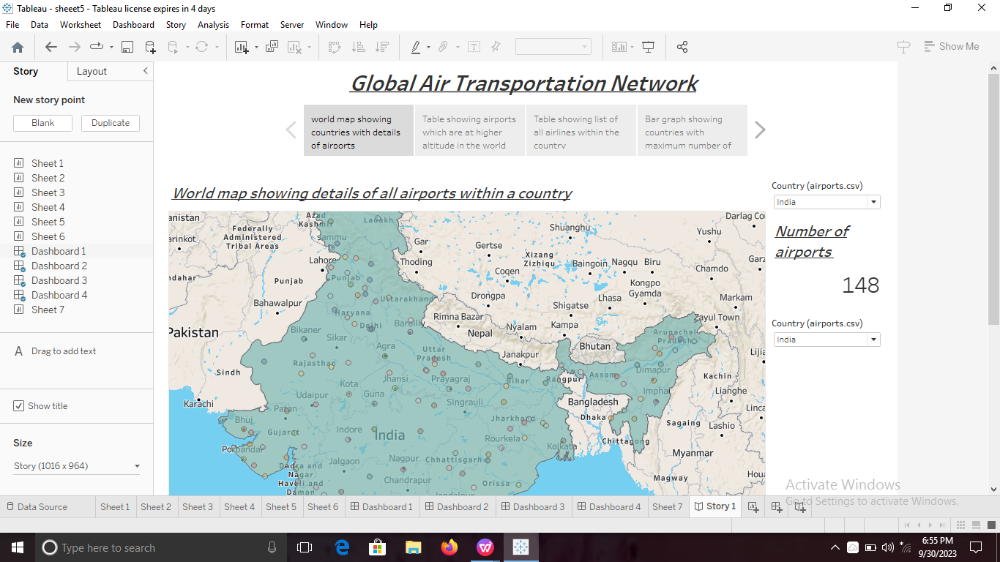 Tableau - sheeet5 - Tableau license expires in 4 days
File Data Worksheet Dashboard Story Analysis Format Server Window Help
Show Me
Story Layout
New story point
Blank Duplicate
Sheet 1
Sheet 2
Sheet 3
Sheet 4
Sheet 5
Sheet 6
Dashboard 1
Dashboard 2
Dashboard 3
Dashboard 4
Sheet 7
A Drag to add text
Show title
Size
Story (1016 x 964)
Global Air Transportation Network
world map showing
countries with details
of airports
Table showing airports
which are at higher
altitude in the world
Table showing list of
all airlines within the
country
Bar graph showing
countries with
maximum number of
World map showing details of all airports within a country
Country (airports.csv)
India
Number of
airports
148
Country (airports.csv)
India
anistan
Azad
Kashmir
Ladakh
Federally
Administered
Tribal Areas
arinkot
Jammu
Lahore
Gar
Thoding
Gertse
Shiquanghu
Xizang
Zizhiqu
Baingoin
Nagqu
Biru
Yushu
Darlag Co
Garz
Coqen
Kongpo
Gyamda
Chamdo
ndahar
Punjab
Punjab
Bahawalpur
Uttarakhand
Haryana
Delhi
Bareilly
Drongpa
Shigatse
Lhasa
Markam
Rimna Bazar
Nepal
Nyalam
Kampa
Zayul Town
Pakistan
Bikaner
Sikar
Agra
Uttar
Pradesh
Janakpur
Bhutan
Arunachal
Pradesh
Lijia
Sindh
Rajasthan
Kota
Jhansi
Prayagraj
Bihar
Rangpur
Assam
Dimapur
Kachin
Karachi
Udaipur
Guna
Singrauli
Bangladesh
Imphal
Lianghe
Linca
Patan
Bhuj
Gujarat
Indore
India
Jharkhand
Dhaka
Sagaing
Lashio
Porbandar
Rourkela
Kolkata
Chittagong
Myanmar
Dadra and
Nagar
Haveli and
Daman
Jalgaon
Nagpur
Chhattisgarh
Chandrapur
Orissa
Jagdalpur
Magway
Houa
Activate Windows
Go to Settings to activate Windows.
Data Source Sheet 1 Sheet 2 Sheet 3 Sheet 4 Sheet 5 Sheet 6 Dashboard 1 Dashboard 2 Dashboard 3 Dashboard 4 Sheet 7 Story 1
Type here to search
6:55 PM
9/30/2023